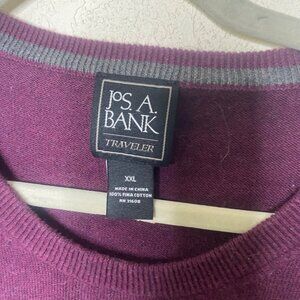 JOS. A.
BANK
TRAVELER
XXL
MADE IN CHINA
100% PIMA COTTON
RN 31608